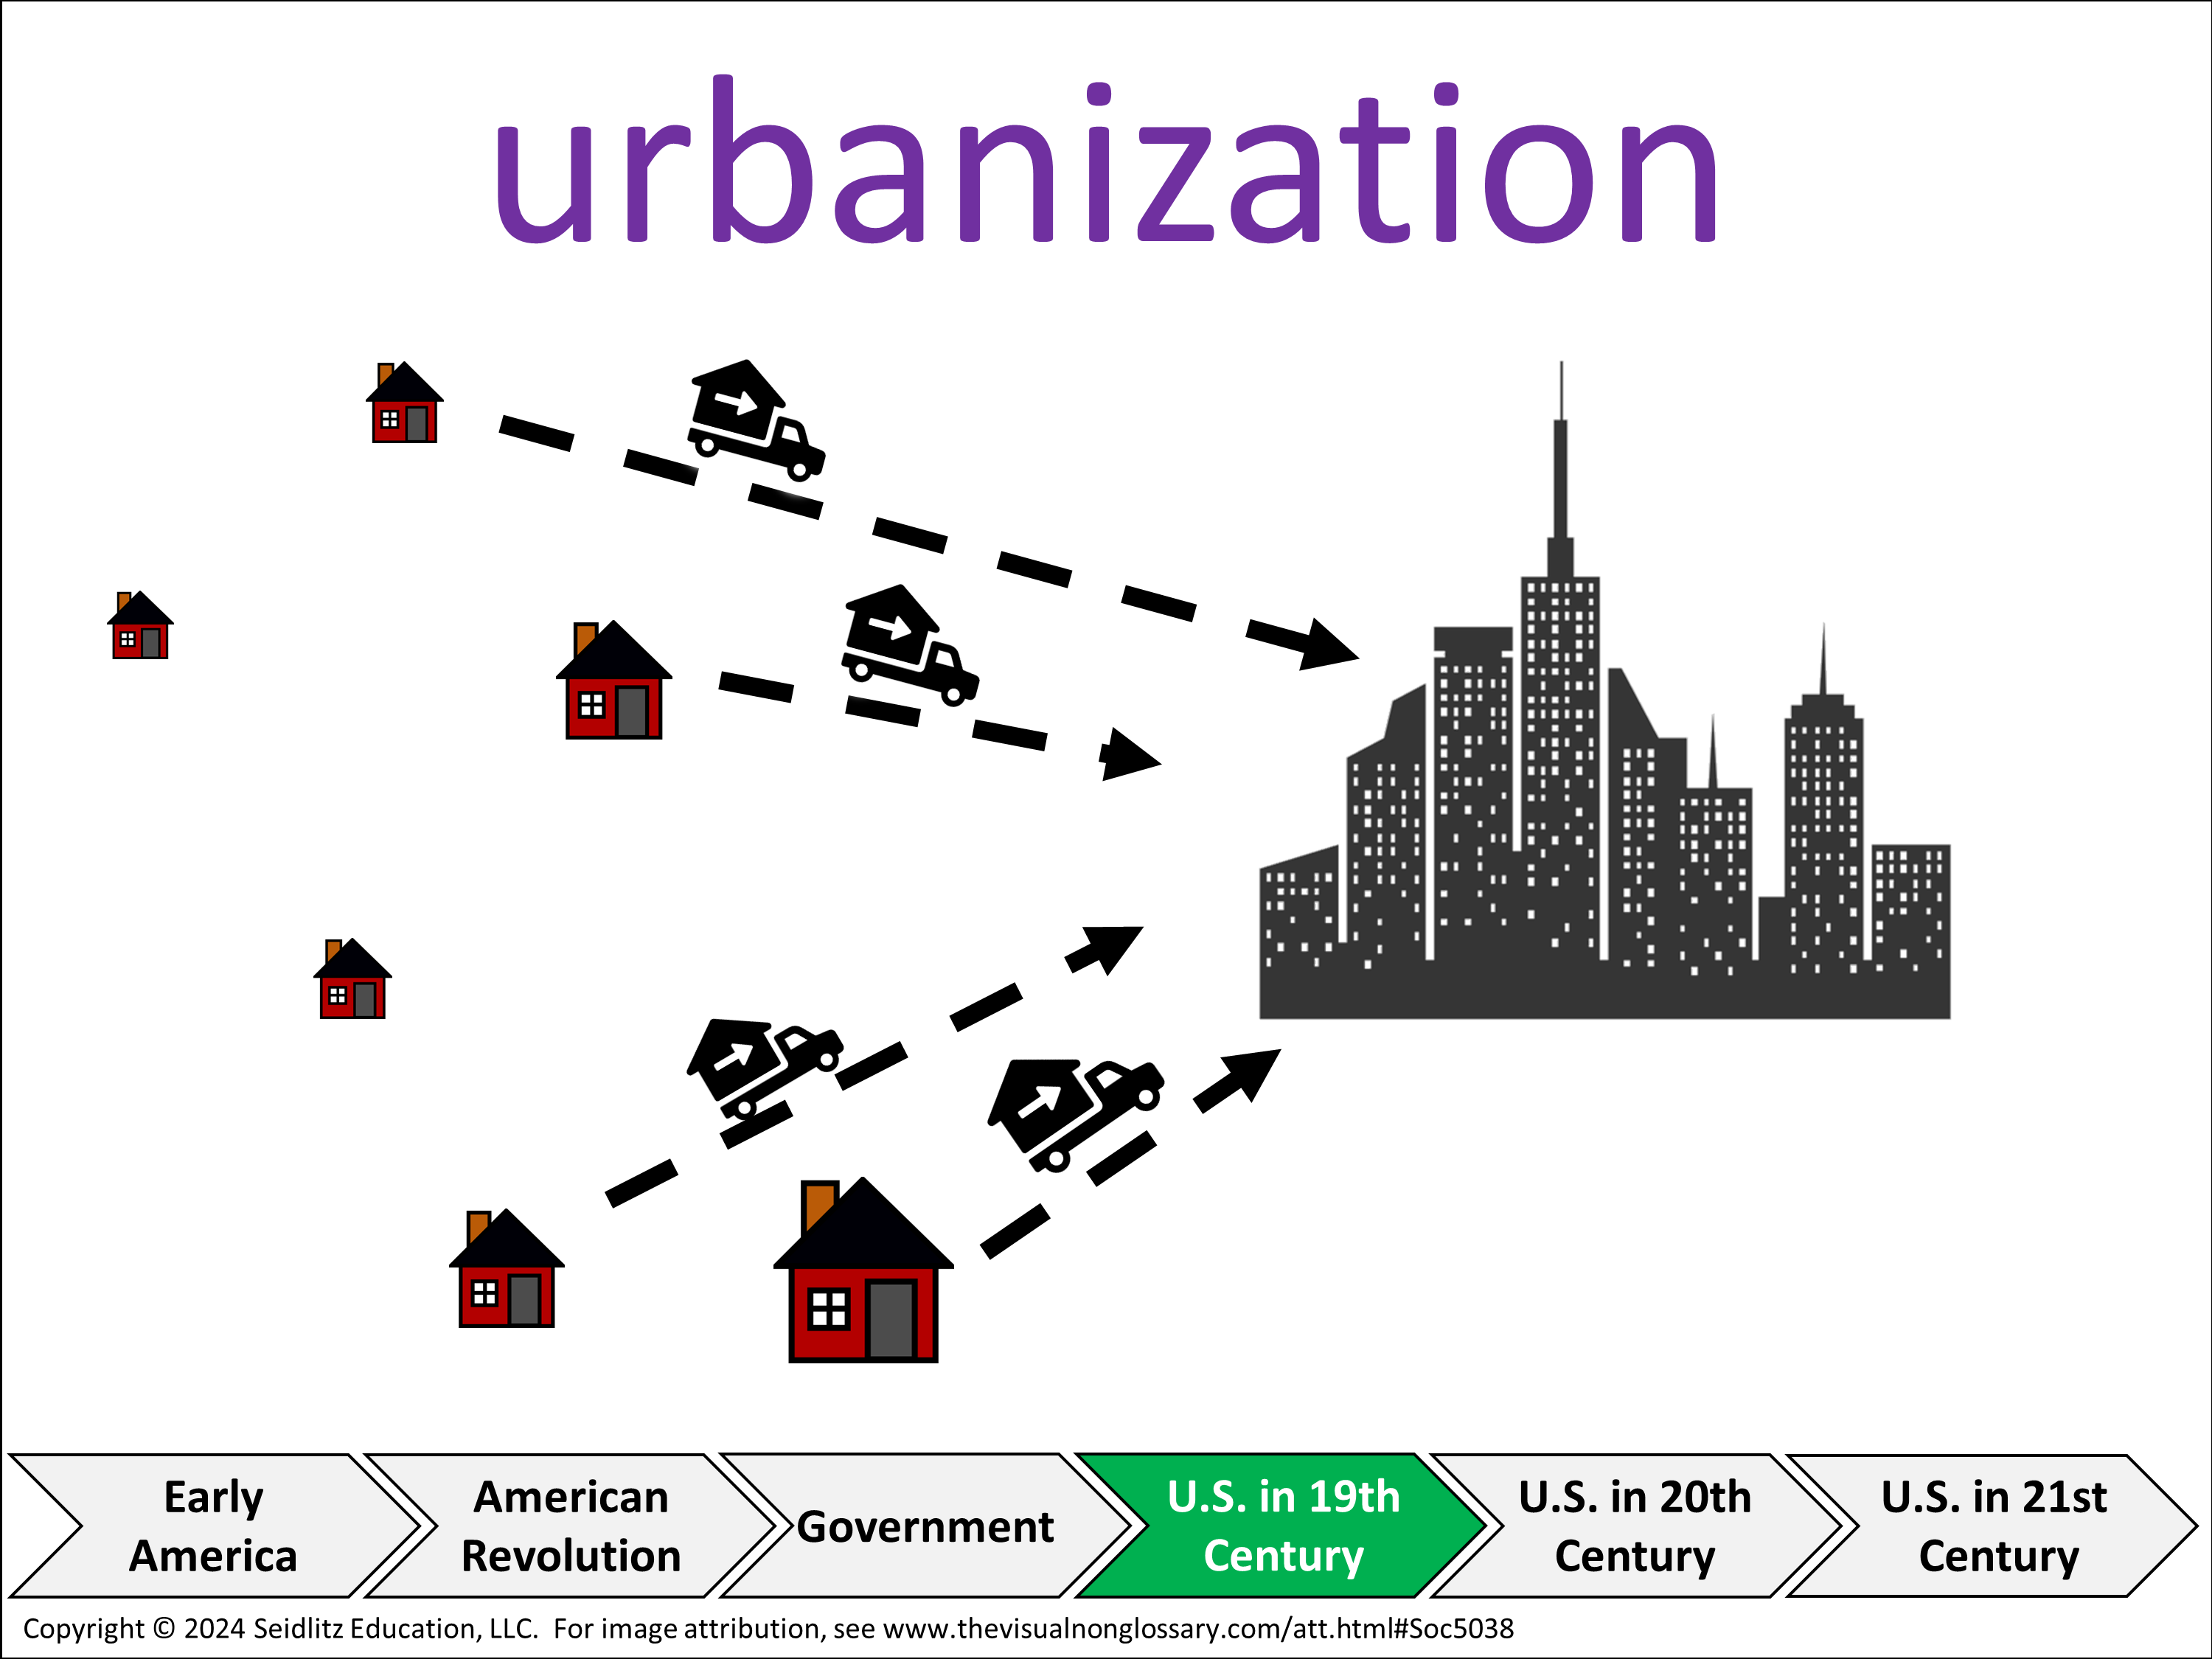 urbanization
Early
America
American
Revolution
Government
U.S. in 19th
Century
U.S. in 20th
Century
U.S. in 21st
Century
Copyright © 2024 Seidlitz Education, LLC.  For image attribution, see www.thevisualnonglossary.com/att.html#Soc5038